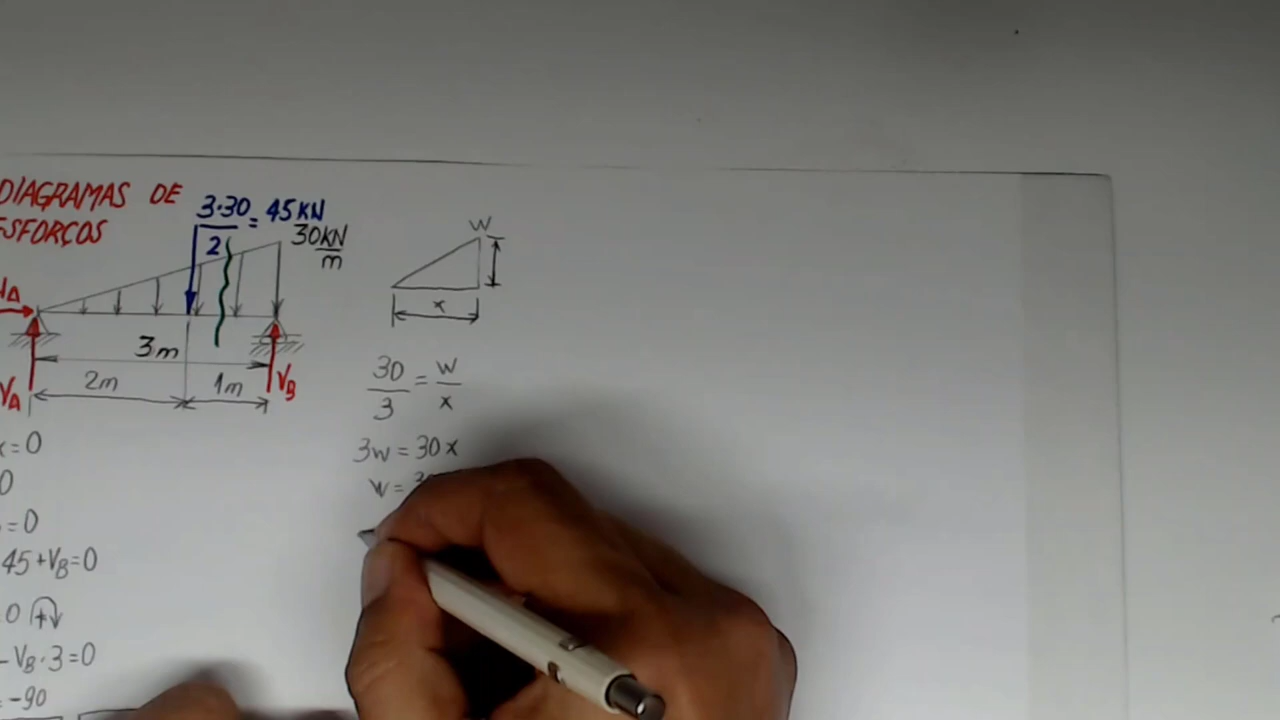 DIAGRAMAS DE
ESFORÇOS
3·30 = 45KN
2
30KN
m
W
x
3m
2m
1m
VA
VB
30 = W
3 x
3W = 30x
W =
=0
0
=0
45+VB=0
0
-VB·3=0
=-90